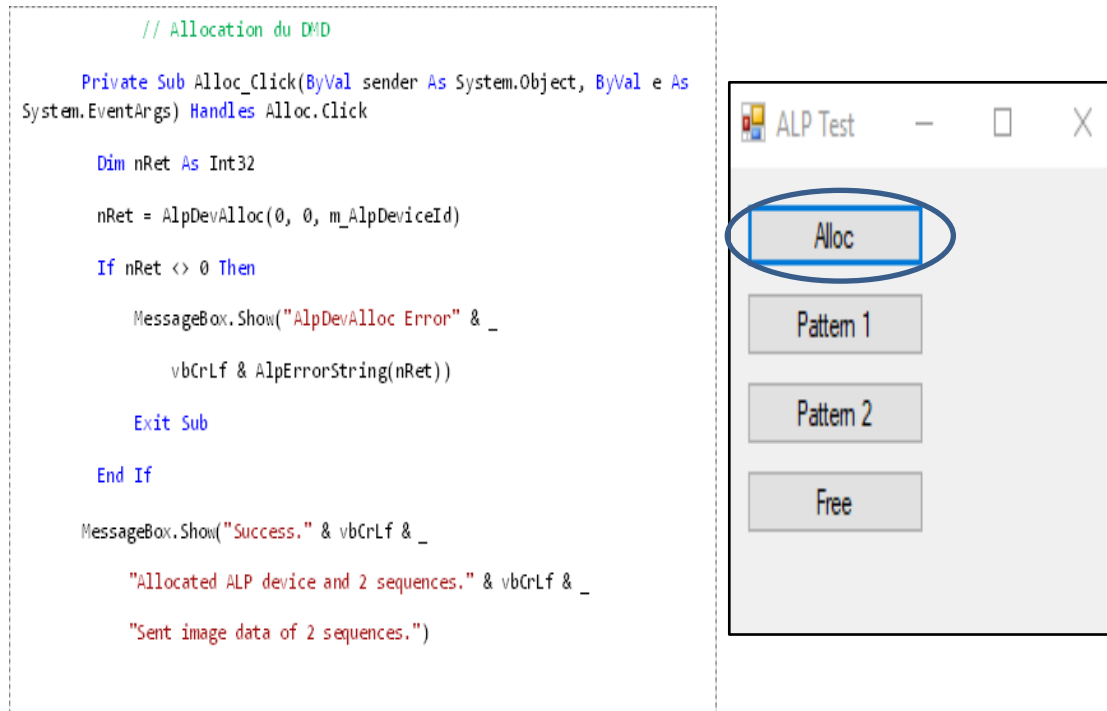 // Allocation du DMD
Private Sub Alloc_Click(ByVal sender As System.Object, ByVal e As
System.EventArgs) Handles Alloc.Click
Dim nRet As Int32
nRet = AlpDevAlloc(0, 0, m_AlpDeviceId)
If nRet <> 0 Then
MessageBox.Show("AlpDevAlloc Error" & _
vbCrLf & AlpErrorString(nRet))
Exit Sub
End If
MessageBox.Show("Success." & vbCrLf & _
"Allocated ALP device and 2 sequences." & vbCrLf & _
"Sent image data of 2 sequences.")
ALP Test
Alloc
Pattern 1
Pattern 2
Free